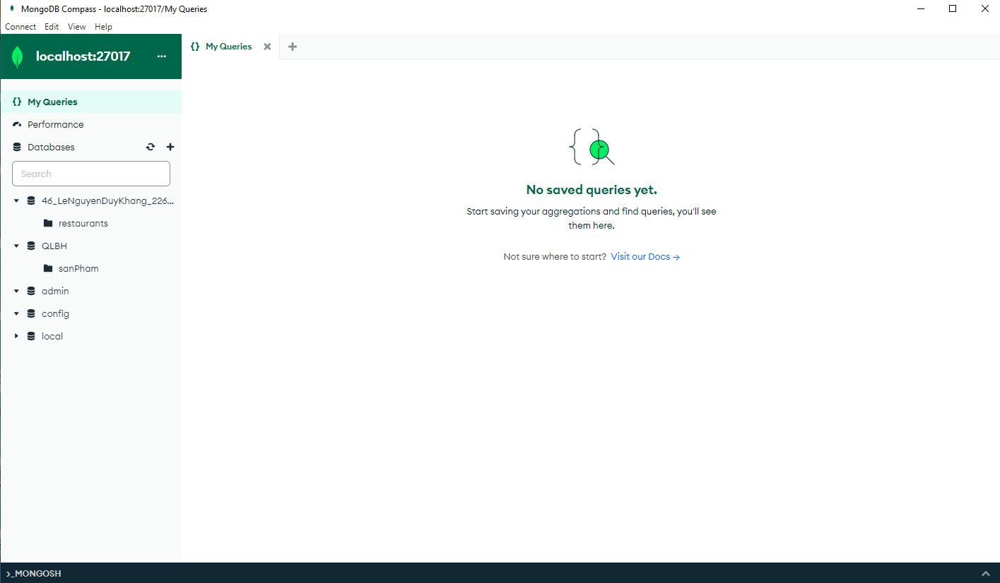 MongoDB Compass - localhost:27017/My Queries
Connect Edit View Help
localhost:27017 ...
{} My Queries
{} My Queries
Performance
Databases
Search
46_LeNguyenDuyKhang_226...
restaurants
QLBH
sanPham
admin
config
local
No saved queries yet.
Start saving your aggregations and find queries, you'll see
them here.
Not sure where to start? Visit our Docs →
>_MONGOSH